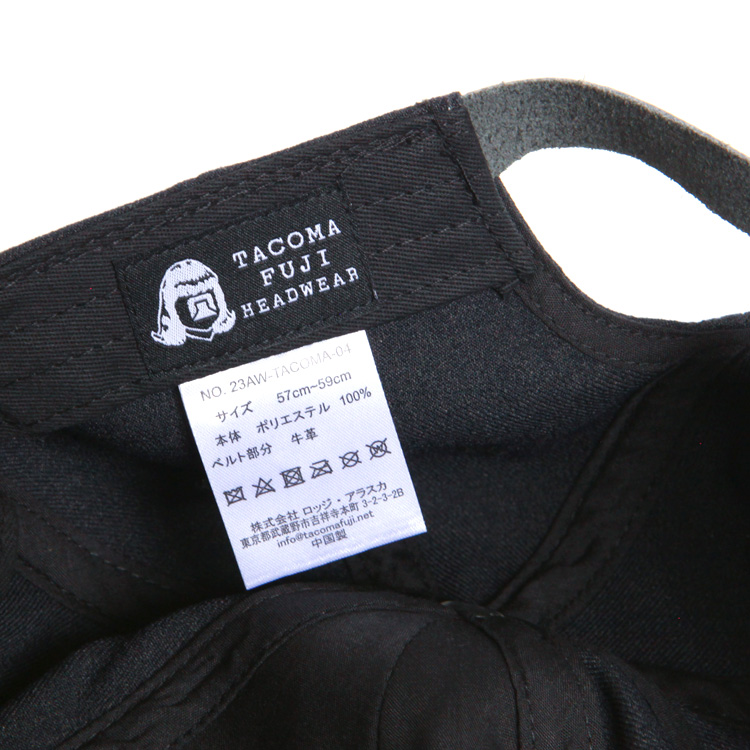 TACOMA
FUJI
HEADWEAR
NO. 23AW-TACOMA-04
サイズ 57cm~59cm
本体 ポリエステル 100%
ベルト部分 牛革
株式会社 ロッジ・アラスカ
東京都武蔵野市吉祥寺本町 3-2-3-2B
info@tacomafuji.net
中国製